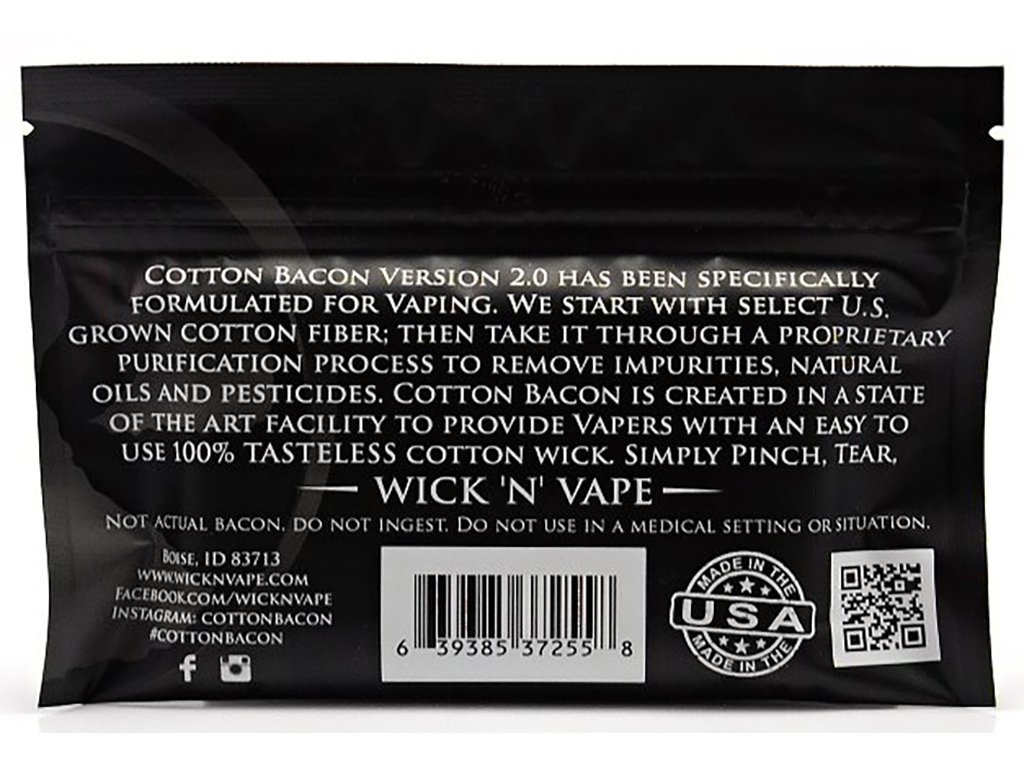 COTTON BACON VERSION 2.0 HAS BEEN SPECIFICALLY
FORMULATED FOR VAPING. WE START WITH SELECT U.S.
GROWN COTTON FIBER; THEN TAKE IT THROUGH A PROPRIETARY
PURIFICATION PROCESS TO REMOVE IMPURITIES, NATURAL
OILS AND PESTICIDES. COTTON BACON IS CREATED IN A STATE
OF THE ART FACILITY TO PROVIDE VAPERS WITH AN EASY TO
USE 100% TASTELESS COTTON WICK. SIMPLY PINCH, TEAR,
WICK 'N' VAPE
NOT ACTUAL BACON. DO NOT INGEST. DO NOT USE IN A MEDICAL SETTING OR SITUATION.
BOISE, ID 83713
WWW.WICKNVAPE.COM
FACEBOOK.COM/WICKNVAPE
INSTAGRAM: COTTONBACON
#COTTONBACON
6 39385 37255 8
MADE IN THE
USA
MADE IN THE